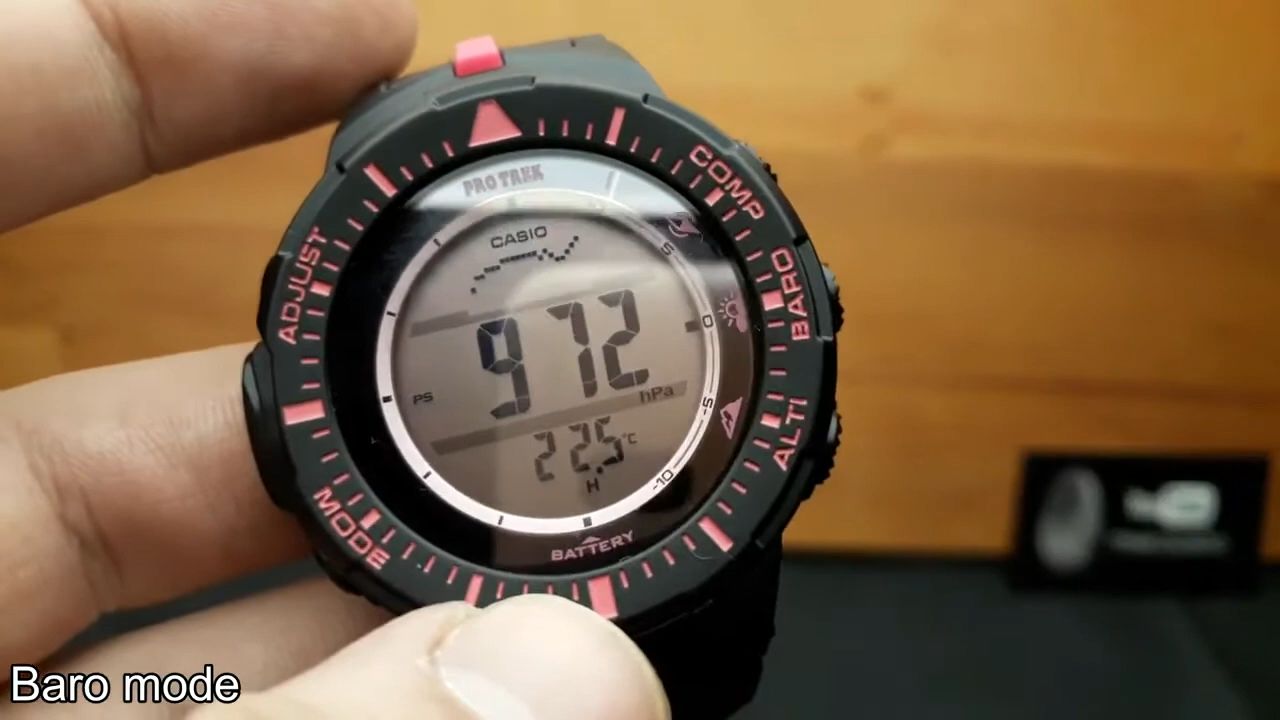 PRO TREK
CASIO
COMP
ADJUST
BARO
5
0
972
PS
hPa
-5
ALTI
22.5°C
H
-10
MODE
BATTERY
Baro mode